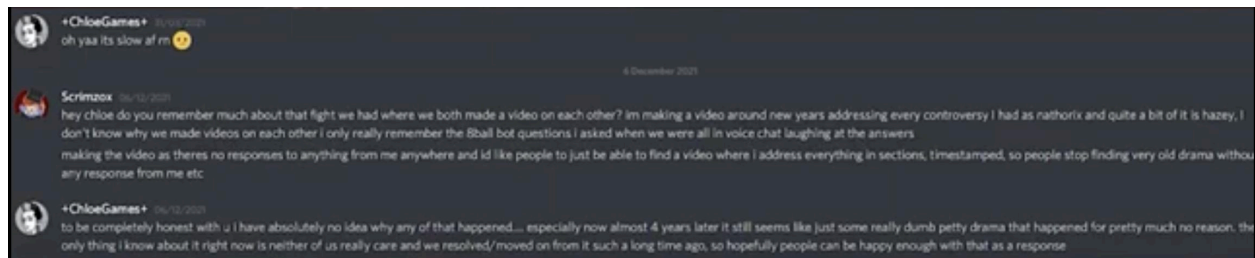 +ChloeGames+ 31/03/2021
oh yaa its slow af rn
6 December 2021
Scrimzox 06/12/2021
hey chloe do you remember much about that fight we had where we both made a video on each other? im making a video around new years addressing every controversy I had as nathorix and quite a bit of it is hazey, I
don't know why we made videos on each other i only really remember the 8ball bot questions i asked when we were all in voice chat laughing at the answers
making the video as theres no responses to anything from me anywhere and id like people to just be able to find a video where i address everything in sections, timestamped, so people stop finding very old drama withou
any response from me etc
+ChloeGames+ 06/12/2021
to be completely honest with u i have absolutely no idea why any of that happened.... especially now almost 4 years later it still seems like just some really dumb petty drama that happened for pretty much no reason. the
only thing i know about it right now is neither of us really care and we resolved/moved on from it such a long time ago, so hopefully people can be happy enough with that as a response